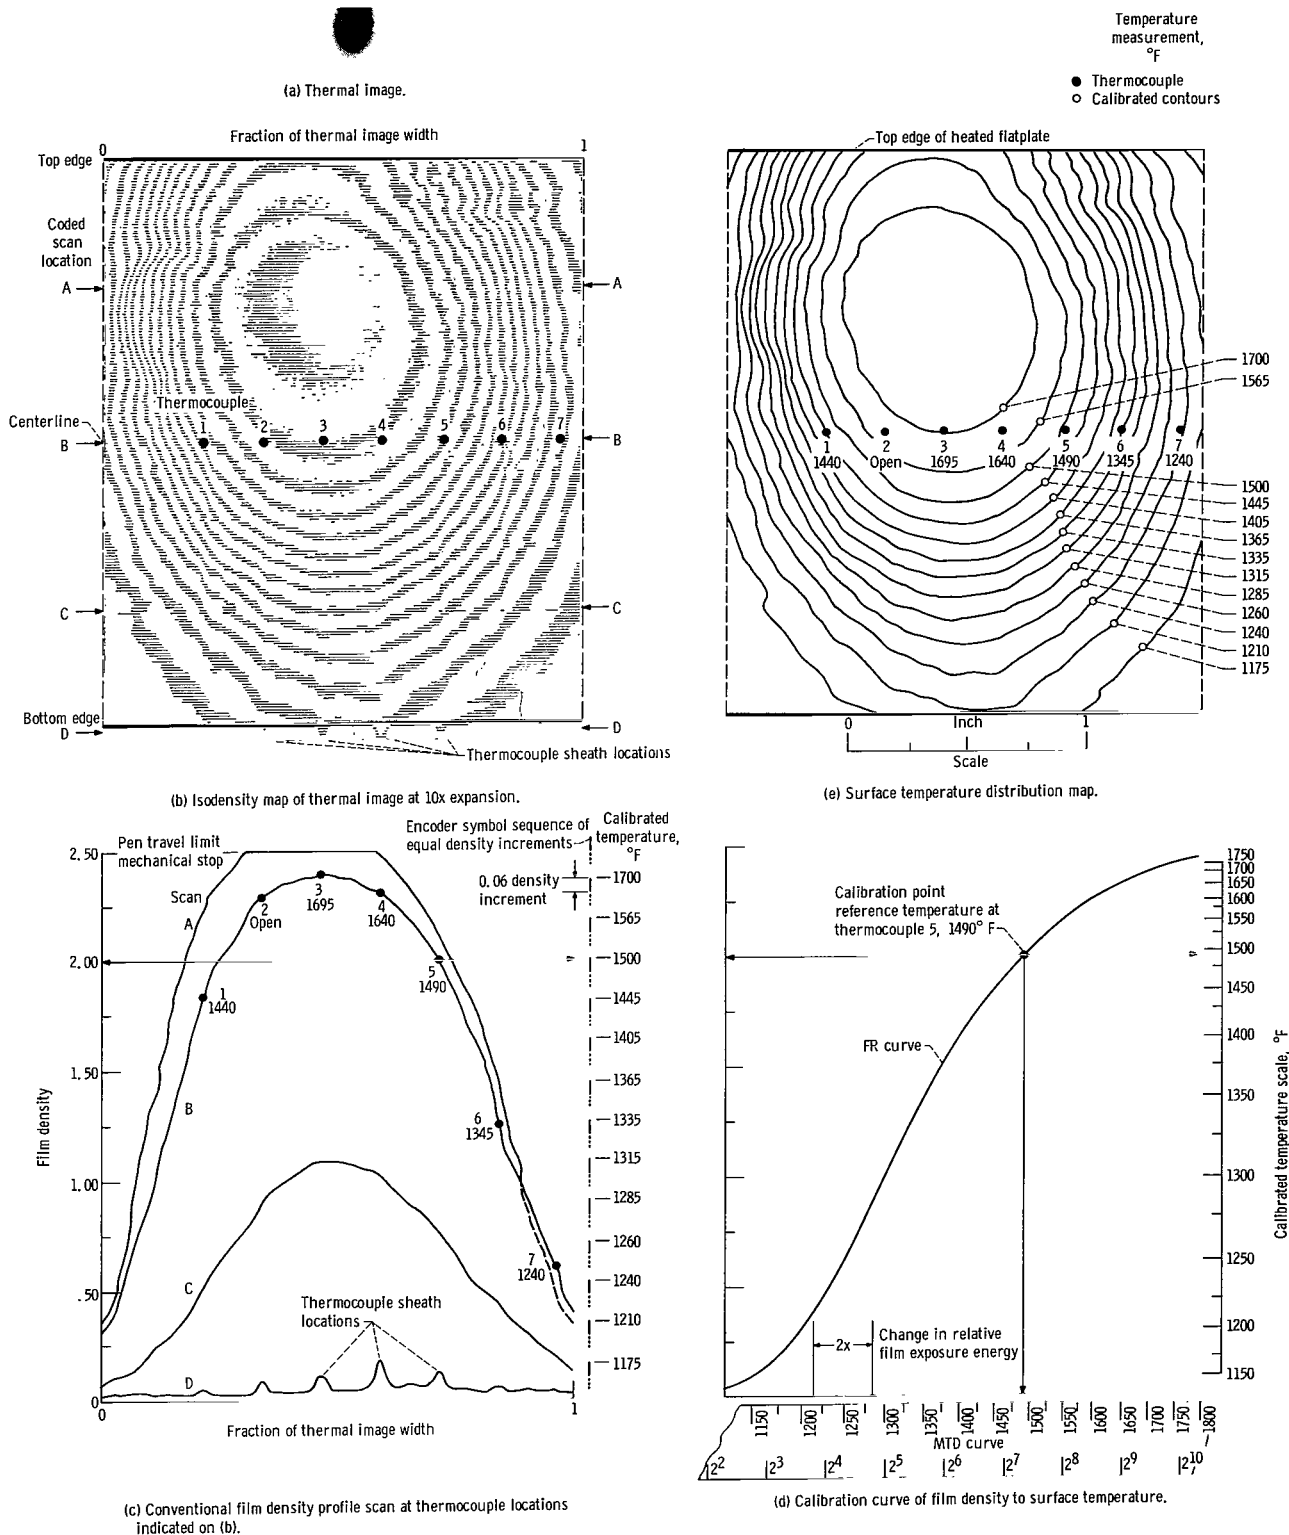 (a) Thermal image.
Temperature
measurement,
°F
● Thermocouple
○ Calibrated contours
Fraction of thermal image width
0
1
Top edge
Coded
scan
location
A
A
Thermocouple
1
2
3
4
5
6
7
Centerline
B
B
C
C
Bottom edge
D
D
Thermocouple sheath locations
(b) Isodensity map of thermal image at 10x expansion.
Top edge of heated flatplate
1700
1565
1
2
3
4
5
6
7
1440
Open
1695
1640
1490
1345
1240
1500
1445
1405
1365
1335
1315
1285
1260
1240
1210
1175
0
Inch
1
Scale
(e) Surface temperature distribution map.
Pen travel limit
mechanical stop
Encoder symbol sequence of
equal density increments
Calibrated
temperature,
°F
0.06 density
increment
2.50
2.00
1.50
1.00
.50
0
Film density
Scan
A
B
C
D
1
1440
2
Open
3
1695
4
1640
5
1490
6
1345
7
1240
Thermocouple sheath
locations
1700
1565
1500
1445
1405
1365
1335
1315
1285
1260
1240
1210
1175
0
1
Fraction of thermal image width
(c) Conventional film density profile scan at thermocouple locations
indicated on (b).
Calibration point
reference temperature at
thermocouple 5, 1490° F
FR curve
2x
Change in relative
film exposure energy
1750
1700
1650
1600
1550
1500
1450
1400
1350
1300
1250
1200
1150
Calibrated temperature scale, °F
1150
1200
1250
1300
1350
1400
1450
1500
1550
1600
1650
1700
1750
1800
MTD curve
2²
2³
2⁴
2⁵
2⁶
2⁷
2⁸
2⁹
2¹⁰
(d) Calibration curve of film density to surface temperature.